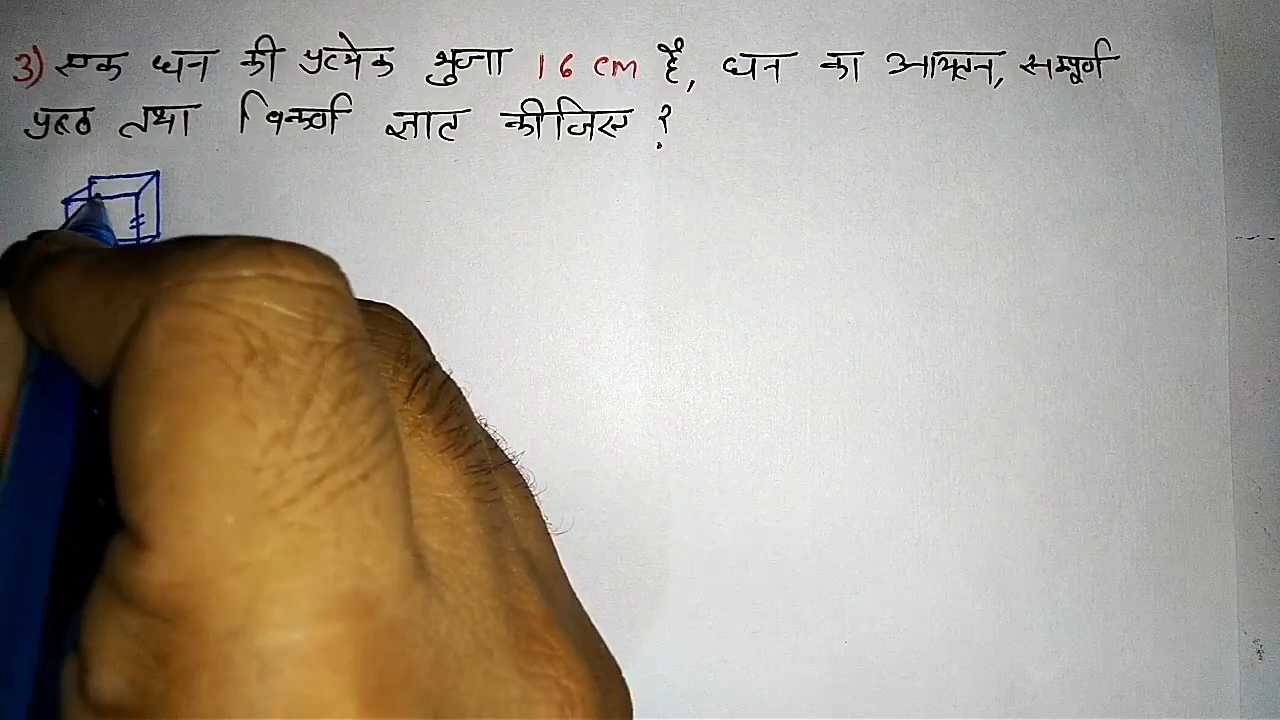 3) एक घन की प्रत्येक भुजा 16 cm है, घन का आयतन, सम्पूर्ण
पृष्ठ तथा विकर्ण ज्ञात कीजिए ?